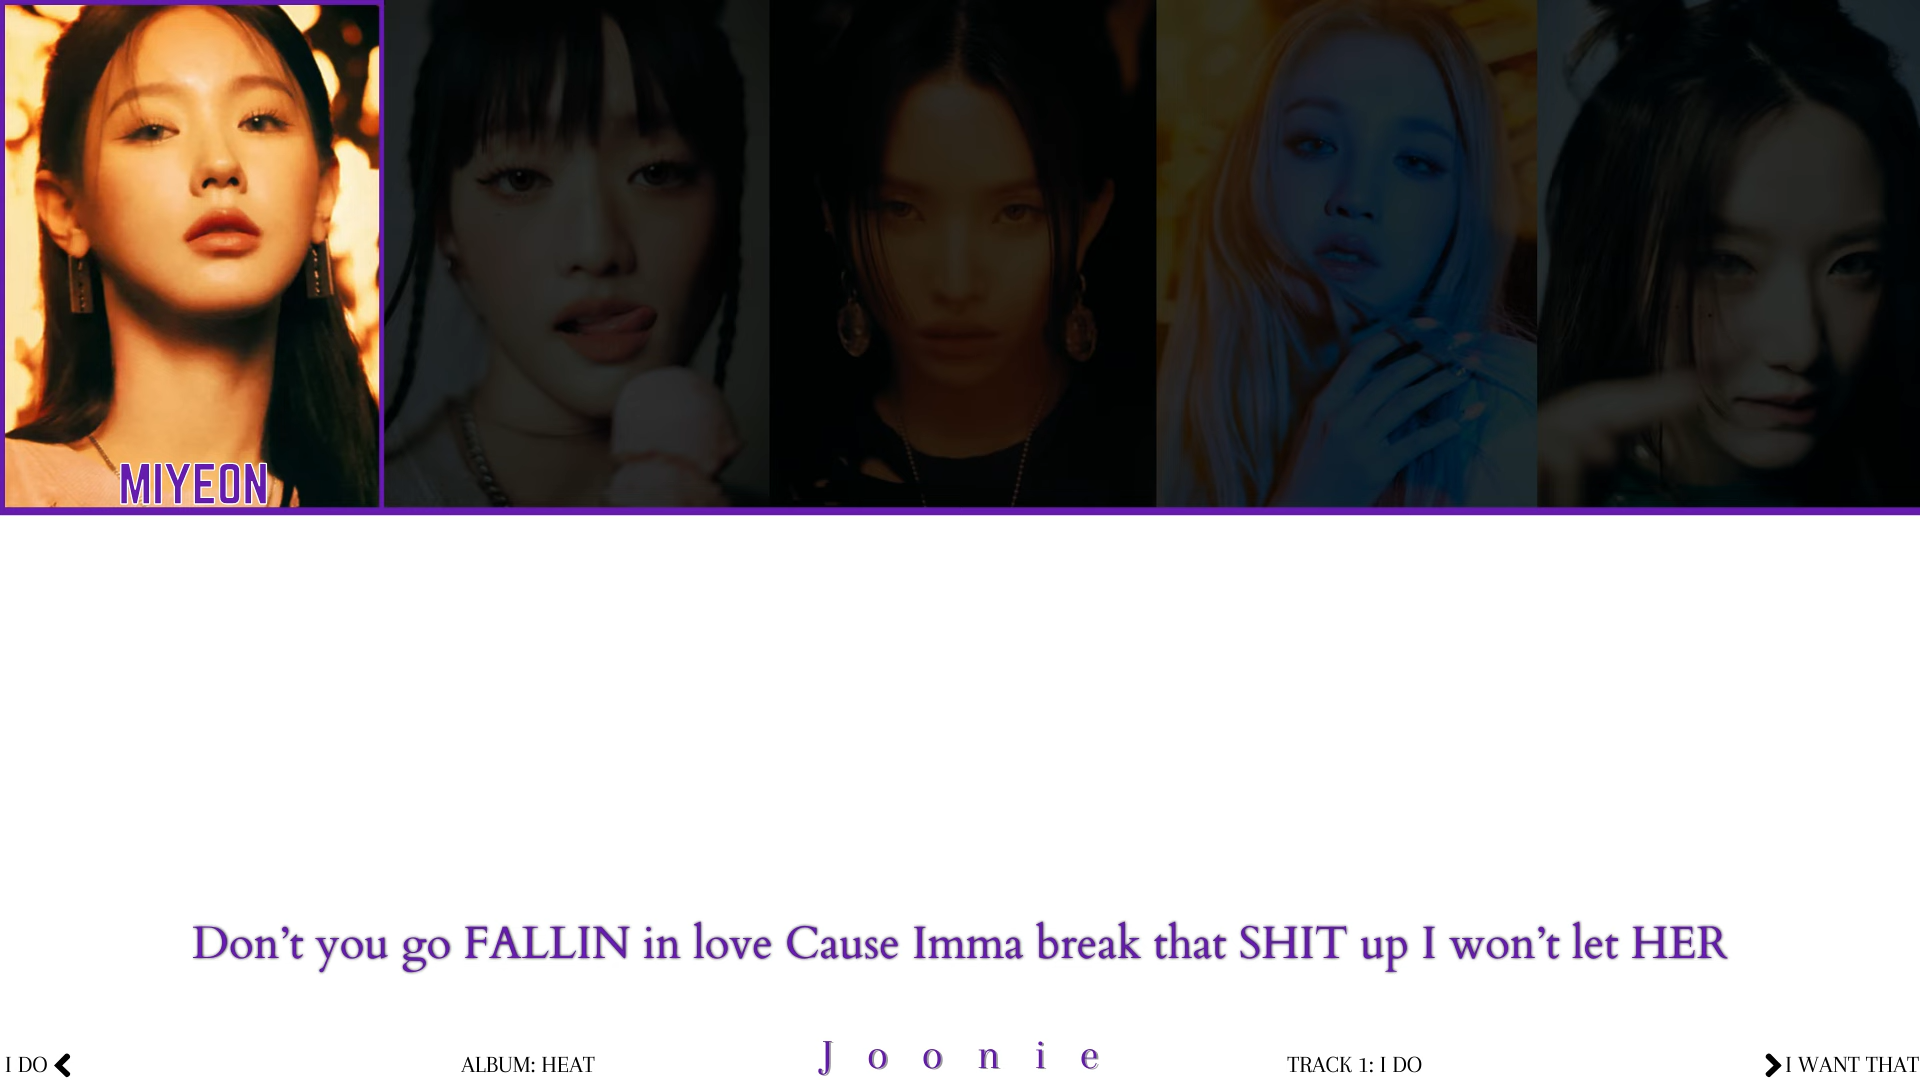 MIYEON
Don’t you go FALLIN in love Cause Imma break that SHIT up I won’t let HER
I DO
ALBUM: HEAT
Joonie
TRACK 1: I DO
I WANT THAT